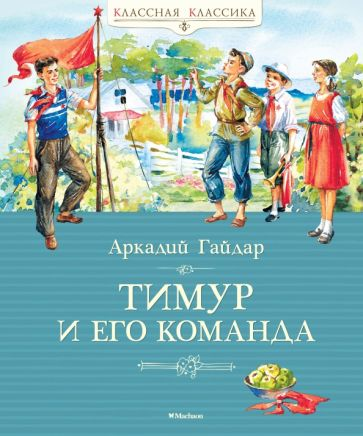 КЛАССНАЯ КЛАССИКА
Аркадий Гайдар
ТИМУР
И ЕГО КОМАНДА
Machaon